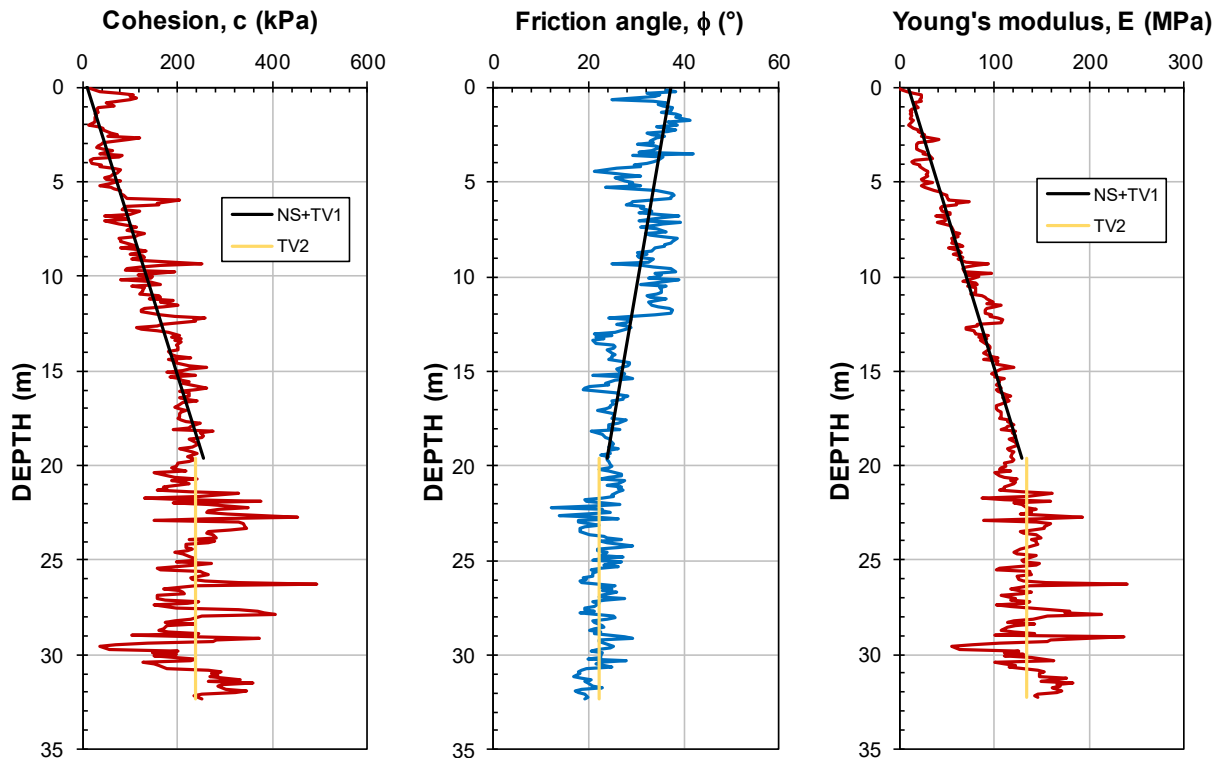 Cohesion, c (kPa)
0 200 400 600
0
5
10
15
20
25
30
35
DEPTH (m)
NS+TV1
TV2
Friction angle, ϕ (°)
0 20 40 60
0
5
10
15
20
25
30
35
DEPTH (m)
Young's modulus, E (MPa)
0 100 200 300
0
5
10
15
20
25
30
35
DEPTH (m)
NS+TV1
TV2